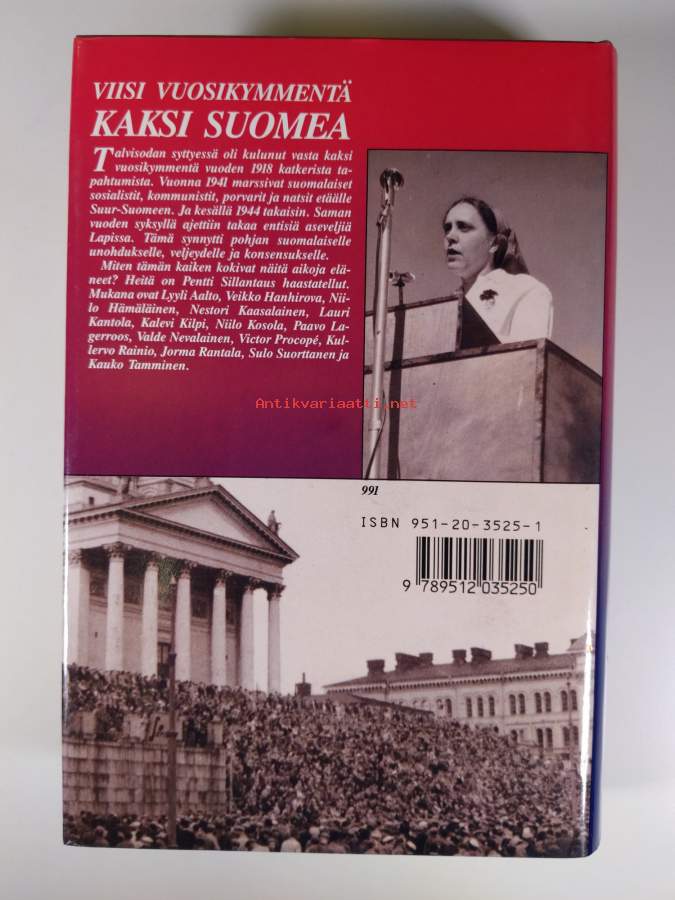 VIISI VUOSIKYMMENTÄ
KAKSI SUOMEA
Talvisodan syttyessä oli kulunut vasta kaksi
vuosikymmentä vuoden 1918 katkerista ta-
pahtumista. Vuonna 1941 marssivat suomalaiset
sosialistit, kommunistit, porvarit ja natsit etäälle
Suur-Suomeen. Ja kesällä 1944 takaisin. Saman
vuoden syksyllä ajettiin takaa entisiä aseveljiä
Lapissa. Tämä synnytti pohjan suomalaiselle
unohdukselle, veljeydelle ja konsensukselle.
Miten tämän kaiken kokivat näitä aikoja elä-
neet? Heitä on Pentti Sillantaus haastatellut.
Mukana ovat Lyyli Aalto, Veikko Hanhirova, Nii-
lo Hämäläinen, Nestori Kaasalainen, Lauri
Kantola, Kalevi Kilpi, Niilo Kosola, Paavo La-
gerroos, Valde Nevalainen, Victor Procopé, Kul-
lervo Rainio, Jorma Rantala, Sulo Suorttanen ja
Kauko Tamminen.
Antikvariaatti.net
991
ISBN 951-20-3525-1
9 789512 035250